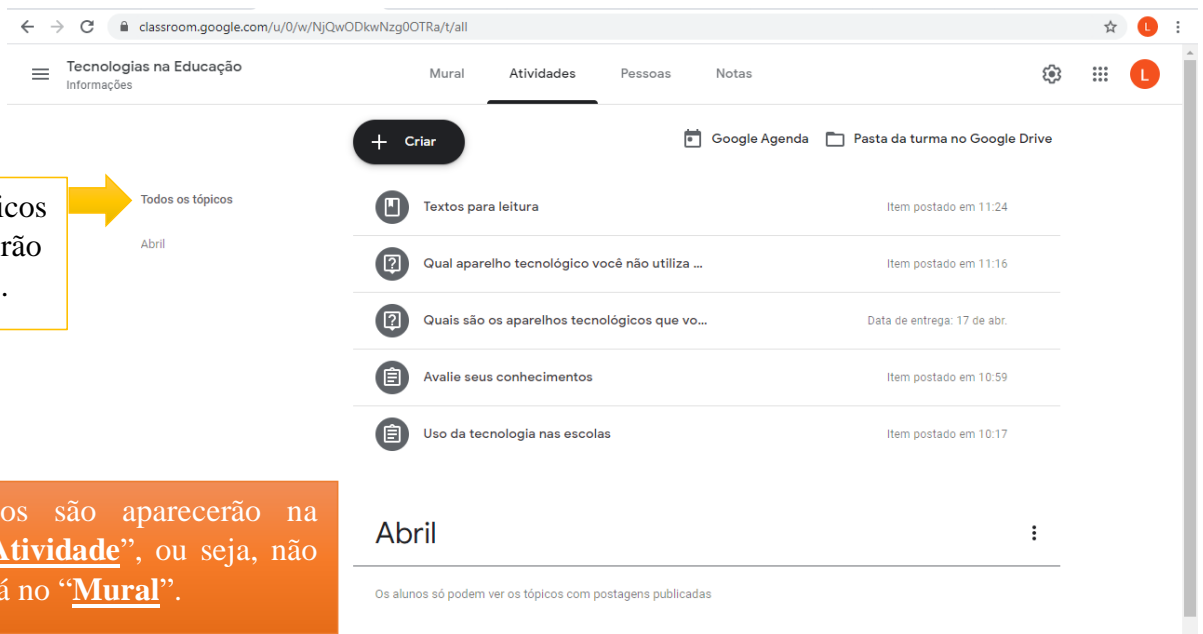 classroom.google.com/u/0/w/NjQwODkwNzg0OTRa/t/all
L
Tecnologias na Educação
Informações
Mural Atividades Pessoas Notas
L
+ Criar
Google Agenda Pasta da turma no Google Drive
icos
rão
.
Todos os tópicos
Abril
Textos para leitura Item postado em 11:24
Qual aparelho tecnológico você não utiliza ... Item postado em 11:16
Quais são os aparelhos tecnológicos que vo... Data de entrega: 17 de abr.
Avalie seus conhecimentos Item postado em 10:59
Uso da tecnologia nas escolas Item postado em 10:17
os são aparecerão na
Atividade”, ou seja, não
á no “Mural”.
Abril
Os alunos só podem ver os tópicos com postagens publicadas